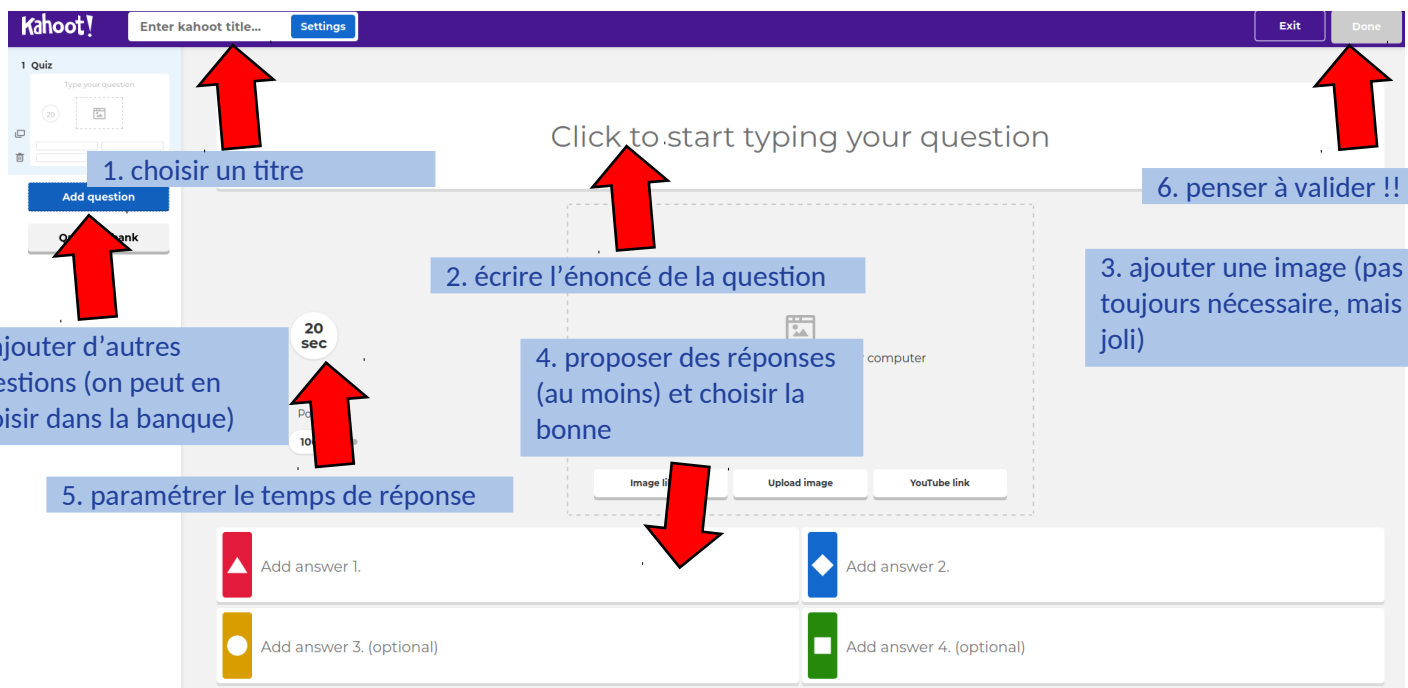 Kahoot!
Enter kahoot title...
Settings
Exit
Done
1 Quiz
Type your question
20
Click to start typing your question
1. choisir un titre
Add question
6. penser à valider !!
2. écrire l'énoncé de la question
3. ajouter une image (pas
toujours nécessaire, mais
joli)
20
sec
ajouter d'autres
(on peut en
dans la banque)
4. proposer des réponses
(au moins) et choisir la
bonne
computer
5. paramétrer le temps de réponse
Image
Upload image
YouTube link
Add answer 1.
Add answer 2.
Add answer 3. (optional)
Add answer 4. (optional)